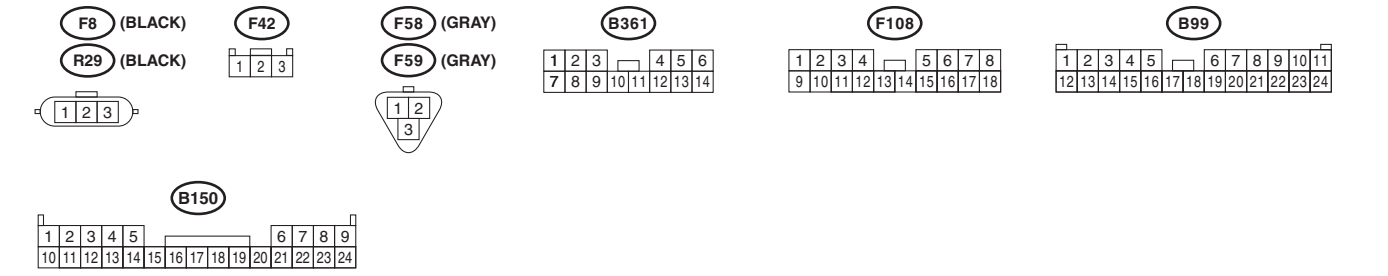 F8 (BLACK)
R29 (BLACK)
1 2 3
F42
1 2 3
F58 (GRAY)
F59 (GRAY)
1 2
3
B361
1 2 3 4 5 6
7 8 9 10 11 12 13 14
F108
1 2 3 4 5 6 7 8
9 10 11 12 13 14 15 16 17 18
B99
1 2 3 4 5 6 7 8 9 10 11
12 13 14 15 16 17 18 19 20 21 22 23 24
B150
1 2 3 4 5 6 7 8 9
10 11 12 13 14 15 16 17 18 19 20 21 22 23 24